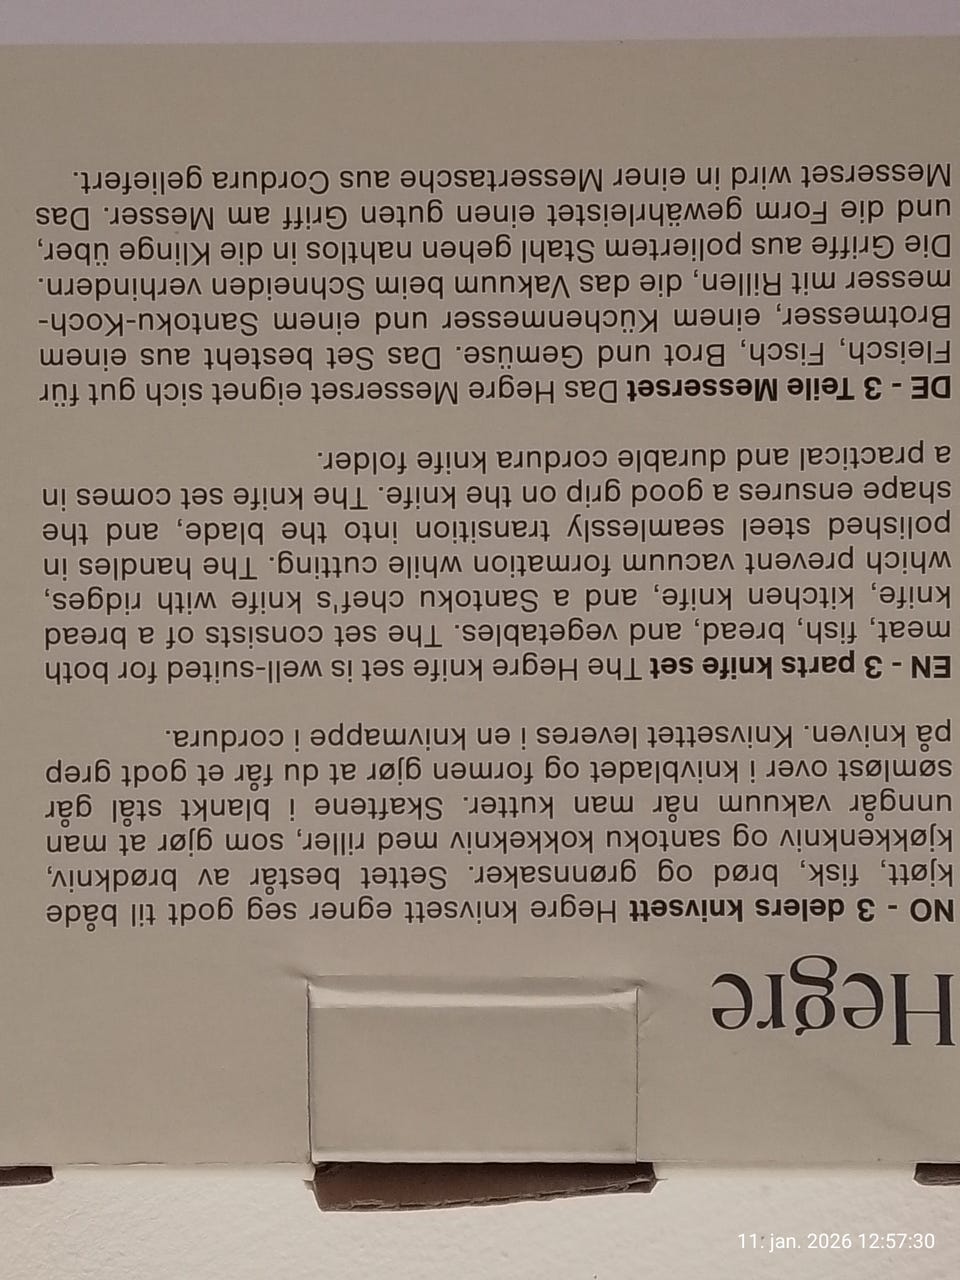 Hegre
NO - 3 delers knivsett Hegre knivsett egner seg godt til både
kjøtt, fisk, brød og grønnsaker. Settet består av brødkniv,
kjøkkenkniv og santoku kokkekniv med riller, som gjør at man
unngår vakuum når man kutter. Skaftene i blankt stål går
sømløst over i knivbladet og formen gjør at du får et godt grep
på kniven. Knivsettet leveres i en knivmappe i cordura.
EN - 3 parts knife set The Hegre knife set is well-suited for both
meat, fish, bread, and vegetables. The set consists of a bread
knife, kitchen knife, and a Santoku chef's knife with ridges,
which prevent vacuum formation while cutting. The handles in
polished steel seamlessly transition into the blade, and the
shape ensures a good grip on the knife. The knife set comes in
a practical and durable cordura knife folder.
DE - 3 Teile Messerset Das Hegre Messerset eignet sich gut für
Fleisch, Fisch, Brot und Gemüse. Das Set besteht aus einem
Brotmesser, einem Küchenmesser und einem Santoku-Koch-
messer mit Rillen, die das Vakuum beim Schneiden verhindern.
Die Griffe aus poliertem Stahl gehen nahtlos in die Klinge über,
und die Form gewährleistet einen guten Griff am Messer. Das
Messerset wird in einer Messertasche aus Cordura geliefert.
11. jan. 2026 12:57:30